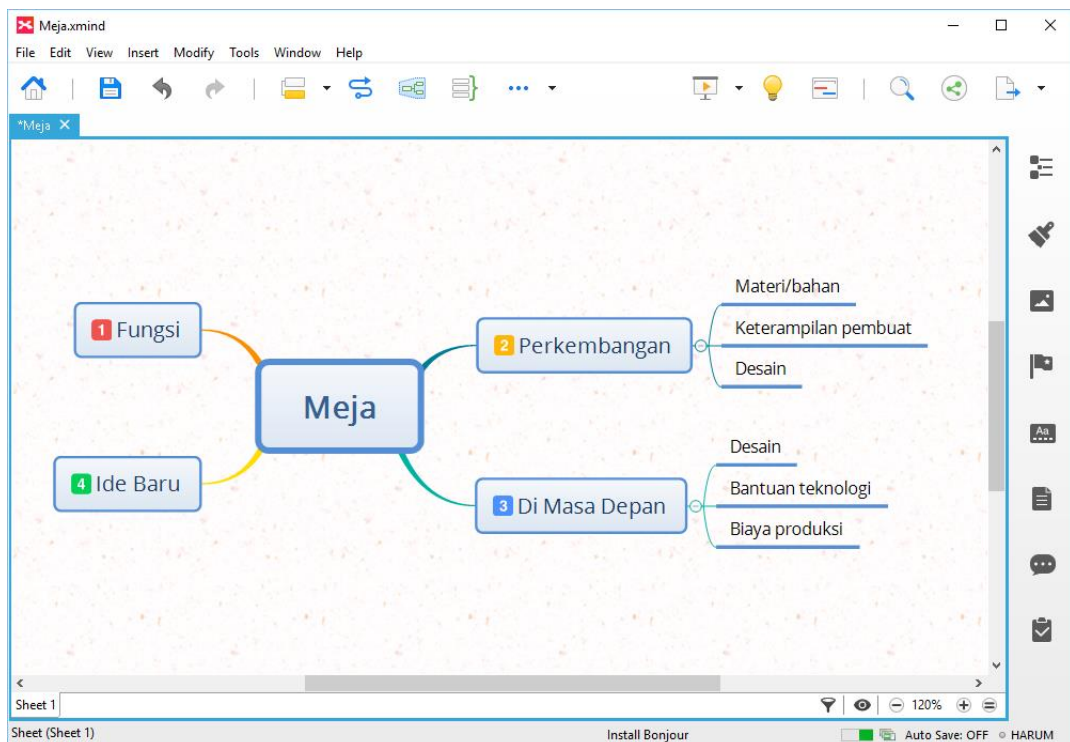 Meja.xmind
File Edit View Insert Modify Tools Window Help
*Meja
1 Fungsi
Meja
4 Ide Baru
2 Perkembangan
Materi/bahan
Keterampilan pembuat
Desain
3 Di Masa Depan
Desain
Bantuan teknologi
Biaya produksi
Aa
Sheet 1
120%
Sheet (Sheet 1)
Install Bonjour
Auto Save: OFF
HARUM